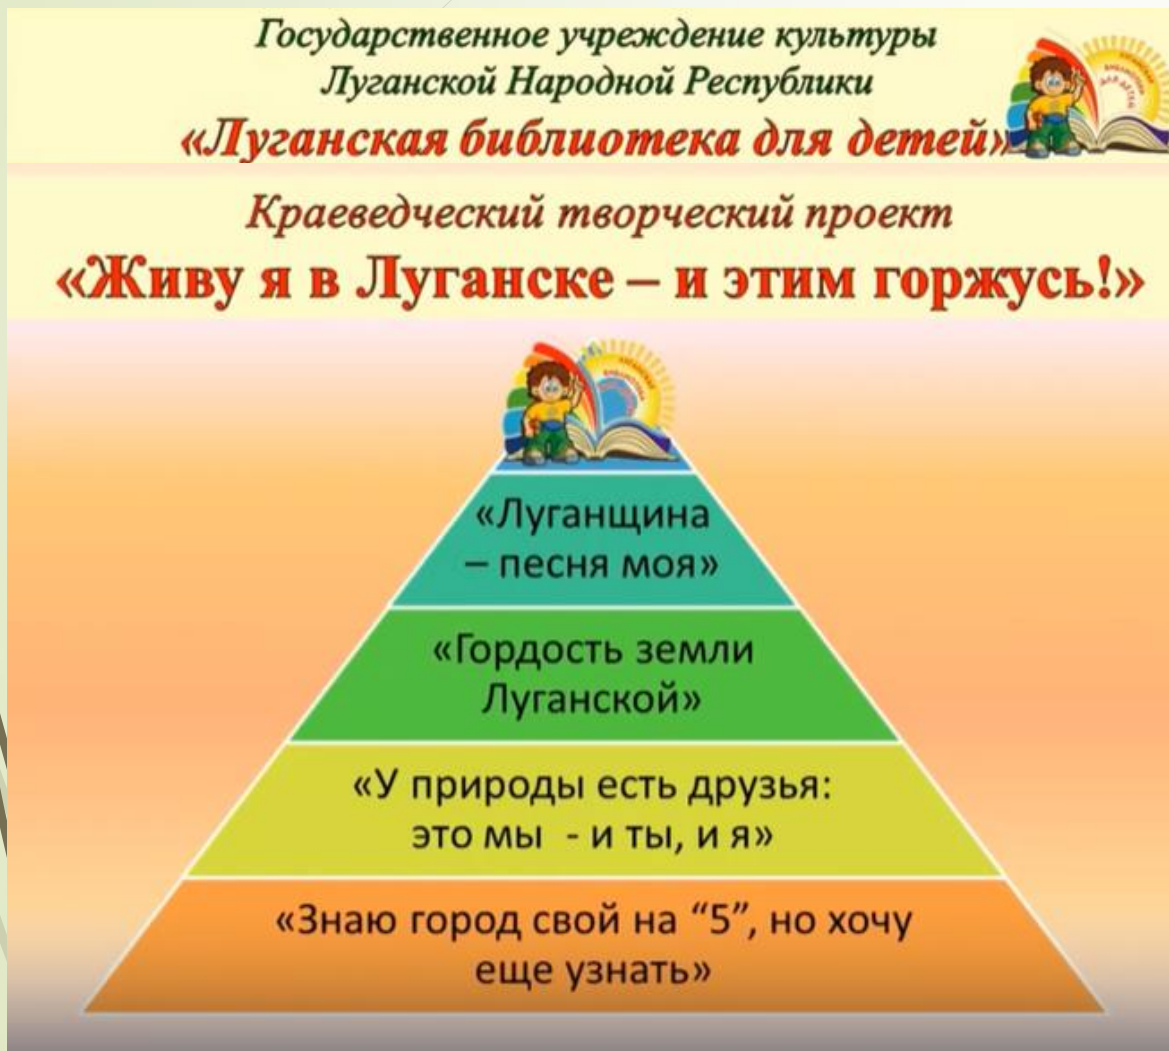 Государственное учреждение культуры
Луганской Народной Республики
«Луганская библиотека для детей»
Краеведческий творческий проект
«Живу я в Луганске – и этим горжусь!»
«Луганщина
– песня моя»
«Гордость земли
Луганской»
«У природы есть друзья:
это мы - и ты, и я»
«Знаю город свой на “5”, но хочу
еще узнать»